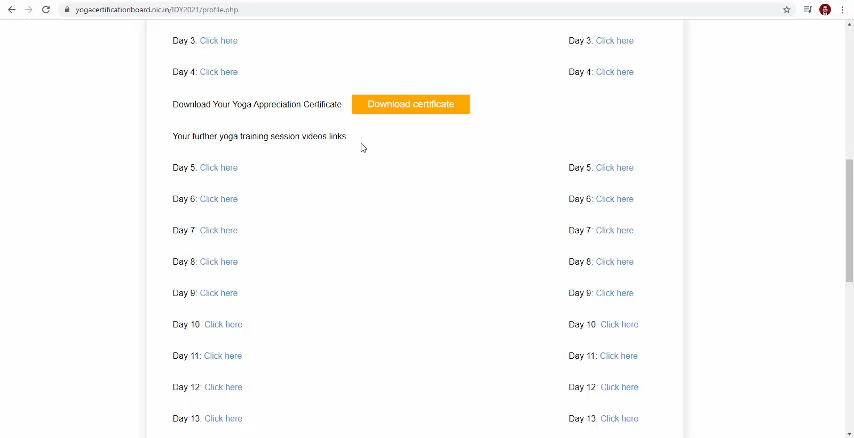 yogacertificationboard.nic.in/IDY2021/profile.php
Day 3: Click here Day 3: Click here
Day 4: Click here Day 4: Click here
Download Your Yoga Appreciation Certificate Download certificate
Your further yoga training session videos links:
Day 5: Click here Day 5: Click here
Day 6: Click here Day 6: Click here
Day 7: Click here Day 7: Click here
Day 8: Click here Day 8: Click here
Day 9: Click here Day 9: Click here
Day 10: Click here Day 10: Click here
Day 11: Click here Day 11: Click here
Day 12: Click here Day 12: Click here
Day 13: Click here Day 13: Click here